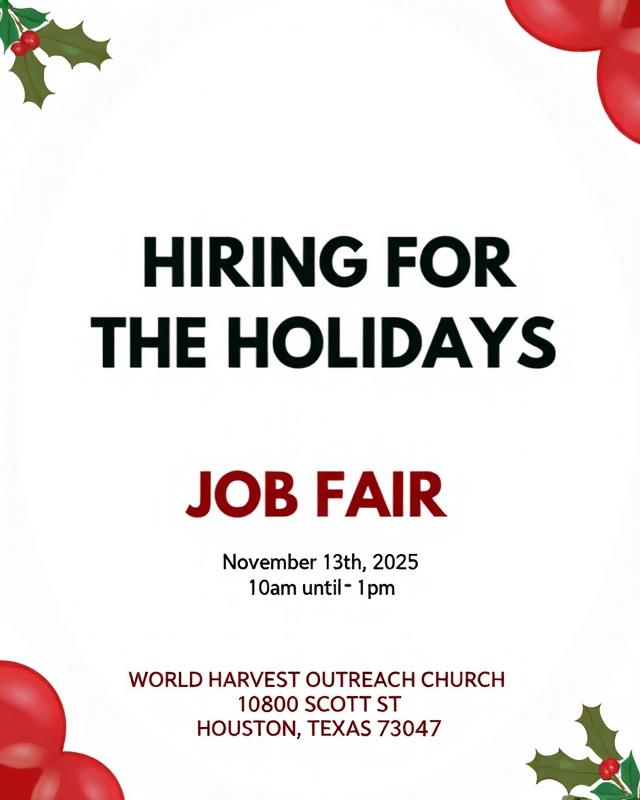 HIRING FOR
THE HOLIDAYS
JOB FAIR
November 13th, 2025
10am until - 1pm
WORLD HARVEST OUTREACH CHURCH
10800 SCOTT ST
HOUSTON, TEXAS 73047